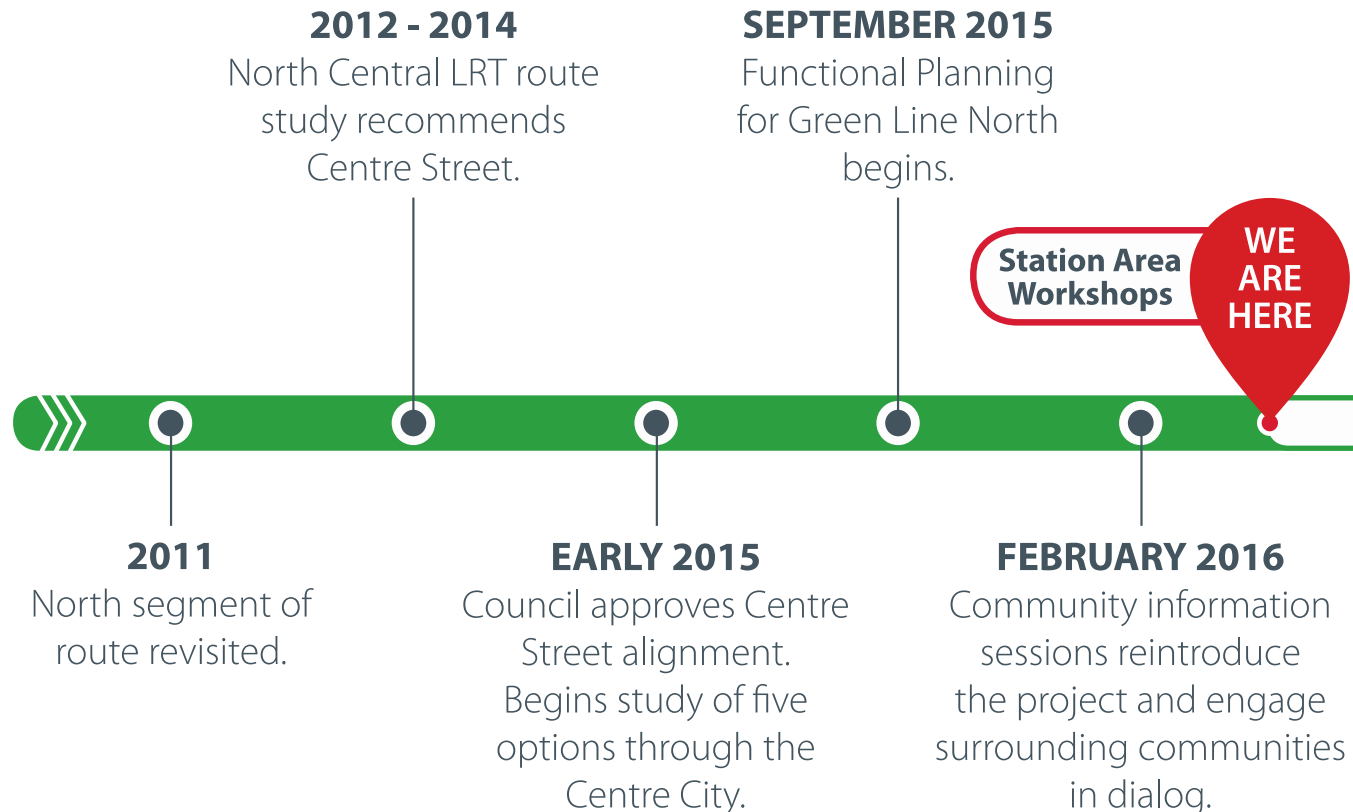 2012 - 2014
North Central LRT route
study recommends
Centre Street.
SEPTEMBER 2015
Functional Planning
for Green Line North
begins.
Station Area
Workshops
WE
ARE
HERE
2011
North segment of
route revisited.
EARLY 2015
Council approves Centre
Street alignment.
Begins study of five
options through the
Centre City.
FEBRUARY 2016
Community information
sessions reintroduce
the project and engage
surrounding communities
in dialog.